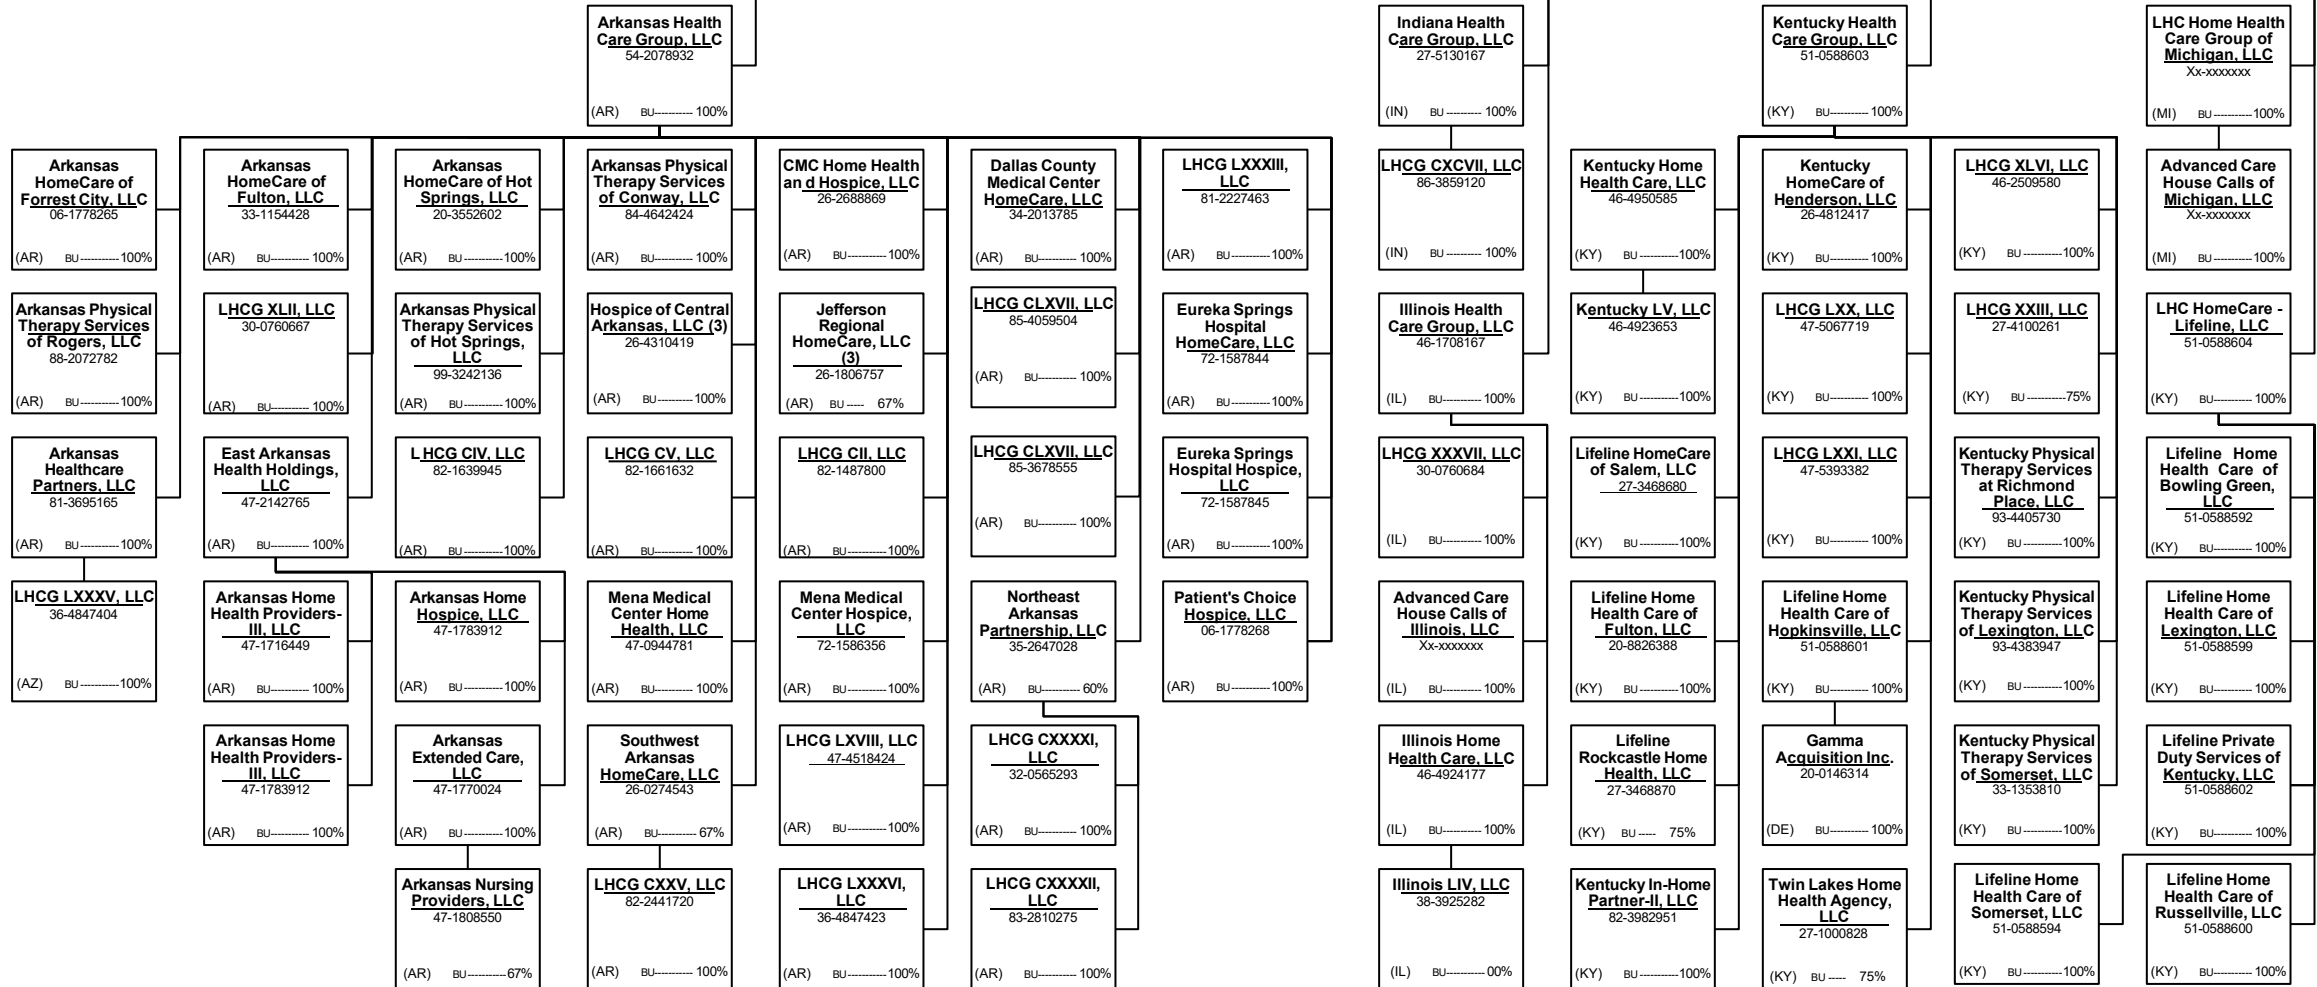 Arkansas Health
Care Group, LLC
54-2078932
(AR) BU----------- 100%
Indiana Health
Care Group, LLC
27-5130167
(IN) BU ----------- 100%
Kentucky Health
Care Group, LLC
51-0588603
(KY) BU----------- 100%
LHC Home Health
Care Group of
Michigan, LLC
Xx-xxxxxxx
(MI) BU-----------100%
Arkansas
HomeCare of
Forrest City, LLC
06-1778265
(AR) BU-----------100%
Arkansas
HomeCare of
Fulton, LLC
33-1154428
(AR) BU----------- 100%
Arkansas
HomeCare of Hot
Springs, LLC
20-3552602
(AR) BU-----------100%
Arkansas Physical
Therapy Services
of Conway, LLC
84-4642424
(AR) BU-----------100%
CMC Home Health
an d Hospice, LLC
26-2688869
(AR) BU-----------100%
Dallas County
Medical Center
HomeCare, LLC
34-2013785
(AR) BU----------- 100%
LHCG LXXXIII,
LLC
81-2227463
(AR) BU-----------100%
LHCG CXCVII, LLC
86-3859120
(IN) BU ----------- 100%
Kentucky Home
Health Care, LLC
46-4950585
(KY) BU -----------100%
Kentucky
HomeCare of
Henderson, LLC
26-4812417
(KY) BU----------- 100%
LHCG XLVI, LLC
46-2509580
(KY) BU -----------100%
Advanced Care
House Calls of
Michigan, LLC
Xx-xxxxxxx
(MI) BU -----------100%
Arkansas Physical
Therapy Services
of Rogers, LLC
88-2072782
(AR) BU-----------100%
LHCG XLII, LLC
30-0760667
(AR) BU----------- 100%
Arkansas Physical
Therapy Services
of Hot Springs,
LLC
99-3242136
(AR) BU-----------100%
Hospice of Central
Arkansas, LLC (3)
26-4310419
(AR) BU-----------100%
Jefferson
Regional
HomeCare, LLC
(3)
26-1806757
(AR) BU ----- 67%
LHCG CLXVII, LLC
85-4059504
(AR) BU----------- 100%
Eureka Springs
Hospital
HomeCare, LLC
72-1587844
(AR) BU-----------100%
Illinois Health
Care Group, LLC
46-1708167
(IL) BU----------- 100%
Kentucky LV, LLC
46-4923653
(KY) BU -----------100%
LHCG LXX, LLC
47-5067719
(KY) BU----------- 100%
LHCG XXIII, LLC
27-4100261
(KY) BU -----------75%
LHC HomeCare -
Lifeline, LLC
51-0588604
(KY) BU----------- 100%
Arkansas
Healthcare
Partners, LLC
81-3695165
(AR) BU-----------100%
East Arkansas
Health Holdings,
LLC
47-2142765
(AR) BU----------- 100%
LHCG CIV, LLC
82-1639945
(AR) BU-----------100%
LHCG CV, LLC
82-1661632
(AR) BU-----------100%
LHCG CII, LLC
82-1487800
(AR) BU-----------100%
LHCG CLXVII, LLC
85-3678555
(AR) BU----------- 100%
Eureka Springs
Hospital Hospice,
LLC
72-1587845
(AR) BU-----------100%
LHCG XXXVII, LLC
30-0760684
(IL) BU----------- 100%
Lifeline HomeCare
of Salem, LLC
27-3468680
(KY) BU -----------100%
LHCG LXXI, LLC
47-5393382
(KY) BU----------- 100%
Kentucky Physical
Therapy Services
at Richmond
Place, LLC
93-4405730
(KY) BU -----------100%
Lifeline Home
Health Care of
Bowling Green,
LLC
51-0588592
(KY) BU----------- 100%
LHCG LXXXV, LLC
36-4847404
(AZ) BU-----------100%
Arkansas Home
Health Providers-
III, LLC
47-1716449
(AR) BU----------- 100%
Arkansas Home
Hospice, LLC
47-1783912
(AR) BU-----------100%
Mena Medical
Center Home
Health, LLC
47-0944781
(AR) BU----------- 100%
Mena Medical
Center Hospice,
LLC
72-1586356
(AR) BU-----------100%
Northeast
Arkansas
Partnership, LLC
35-2647028
(AR) BU----------- 60%
Patient's Choice
Hospice, LLC
06-1778268
(AR) BU-----------100%
Advanced Care
House Calls of
Illinois, LLC
Xx-xxxxxxx
(IL) BU----------- 100%
Lifeline Home
Health Care of
Fulton, LLC
20-8826388
(KY) BU-----------100%
Lifeline Home
Health Care of
Hopkinsville, LLC
51-0588601
(KY) BU----------- 100%
Kentucky Physical
Therapy Services
of Lexington, LLC
93-4383947
(KY) BU -----------100%
Lifeline Home
Health Care of
Lexington, LLC
51-0588599
(KY) BU----------- 100%
Arkansas Home
Health Providers-
III, LLC
47-1783912
(AR) BU----------- 100%
Arkansas
Extended Care,
LLC
47-1770024
(AR) BU-----------100%
Southwest
Arkansas
HomeCare, LLC
26-0274543
(AR) BU----------- 67%
LHCG LXVIII, LLC
47-4518424
(AR) BU-----------100%
LHCG CXXXXI,
LLC
32-0565293
(AR) BU----------- 100%
Illinois Home
Health Care, LLC
46-4924177
(IL) BU----------- 100%
Lifeline
Rockcastle Home
Health, LLC
27-3468870
(KY) BU ----- 75%
Gamma
Acquisition Inc.
20-0146314
(DE) BU----------- 100%
Kentucky Physical
Therapy Services
of Somerset, LLC
33-1353810
(KY) BU -----------100%
Lifeline Private
Duty Services of
Kentucky, LLC
51-0588602
(KY) BU----------- 100%
Arkansas Nursing
Providers, LLC
47-1808550
(AR) BU-----------67%
LHCG CXXV, LLC
82-2441720
(AR) BU----------- 100%
LHCG LXXXVI,
LLC
36-4847423
(AR) BU-----------100%
LHCG CXXXXII,
LLC
83-2810275
(AR) BU----------- 100%
Illinois LIV, LLC
38-3925282
(IL) BU----------- 00%
Kentucky In-Home
Partner-II, LLC
82-3982951
(KY) BU -----------100%
Twin Lakes Home
Health Agency,
LLC
27-1000828
(KY) BU ----- 75%
Lifeline Home
Health Care of
Somerset, LLC
51-0588594
(KY) BU -----------100%
Lifeline Home
Health Care of
Russellville, LLC
51-0588600
(KY) BU----------- 100%